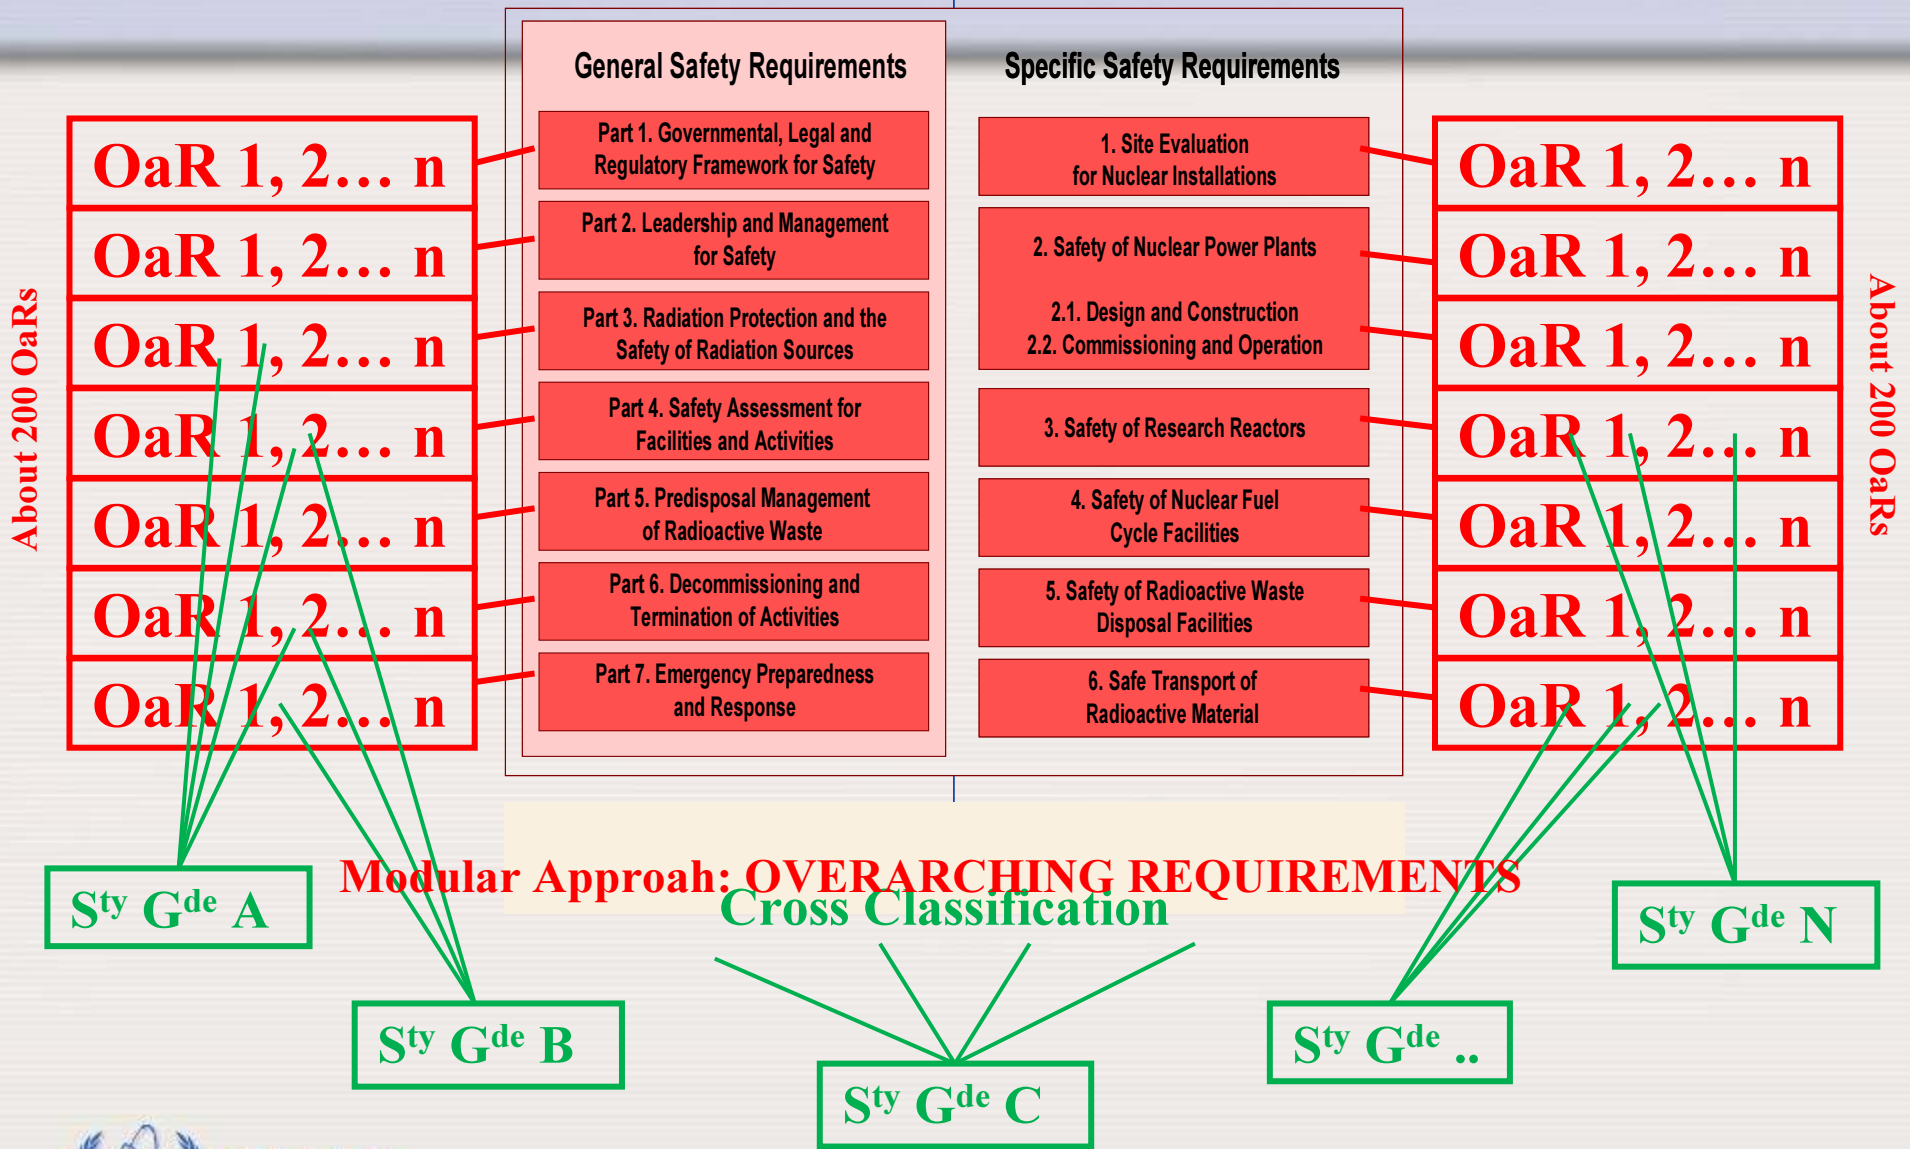 General Safety Requirements
Part 1. Governmental, Legal and
Regulatory Framework for Safety
Part 2. Leadership and Management
for Safety
Part 3. Radiation Protection and the
Safety of Radiation Sources
Part 4. Safety Assessment for
Facilities and Activities
Part 5. Predisposal Management
of Radioactive Waste
Part 6. Decommissioning and
Termination of Activities
Part 7. Emergency Preparedness
and Response
Specific Safety Requirements
1. Site Evaluation
for Nuclear Installations
2. Safety of Nuclear Power Plants
2.1. Design and Construction
2.2. Commissioning and Operation
3. Safety of Research Reactors
4. Safety of Nuclear Fuel
Cycle Facilities
5. Safety of Radioactive Waste
Disposal Facilities
6. Safe Transport of
Radioactive Material
About 200 OaRs
OaR 1, 2… n
OaR 1, 2… n
OaR 1, 2… n
OaR 1, 2… n
OaR 1, 2… n
OaR 1, 2… n
OaR 1, 2… n
OaR 1, 2… n
OaR 1, 2… n
OaR 1, 2… n
OaR 1, 2… n
OaR 1, 2… n
OaR 1, 2… n
OaR 1, 2… n
About 200 OaRs
Modular Approah: OVERARCHING REQUIREMENTS
Cross Classification
Sty Gde A
Sty Gde B
Sty Gde C
Sty Gde ..
Sty Gde N